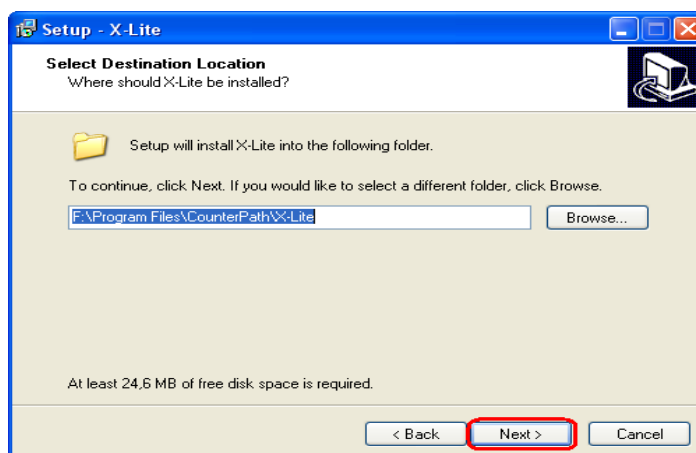 Setup - X-Lite
Select Destination Location
Where should X-Lite be installed?
Setup will install X-Lite into the following folder.
To continue, click Next. If you would like to select a different folder, click Browse.
F:\Program Files\CounterPath\X-Lite
Browse...
At least 24,6 MB of free disk space is required.
< Back
Next >
Cancel